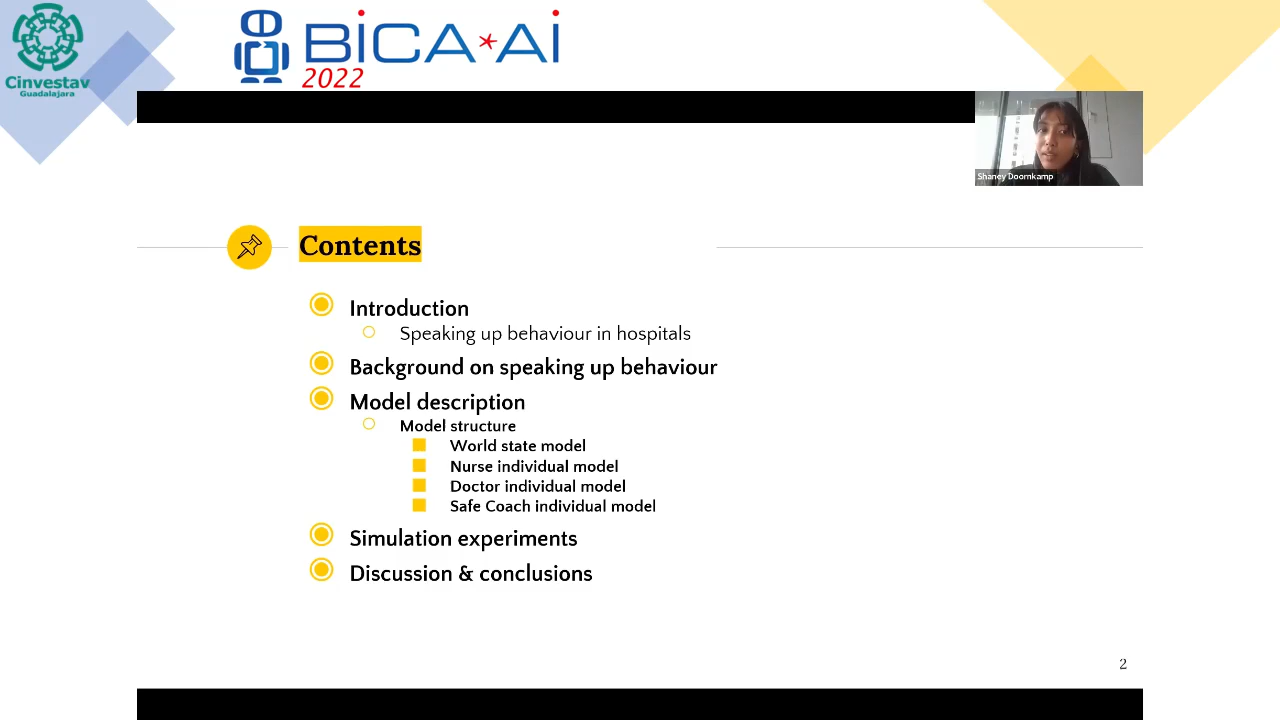 Cinvestav
Guadalajara
BiCA*Ai
2022
Shaney Doornkamp
Contents
Introduction
Speaking up behaviour in hospitals
Background on speaking up behaviour
Model description
Model structure
World state model
Nurse individual model
Doctor individual model
Safe Coach individual model
Simulation experiments
Discussion & conclusions
2